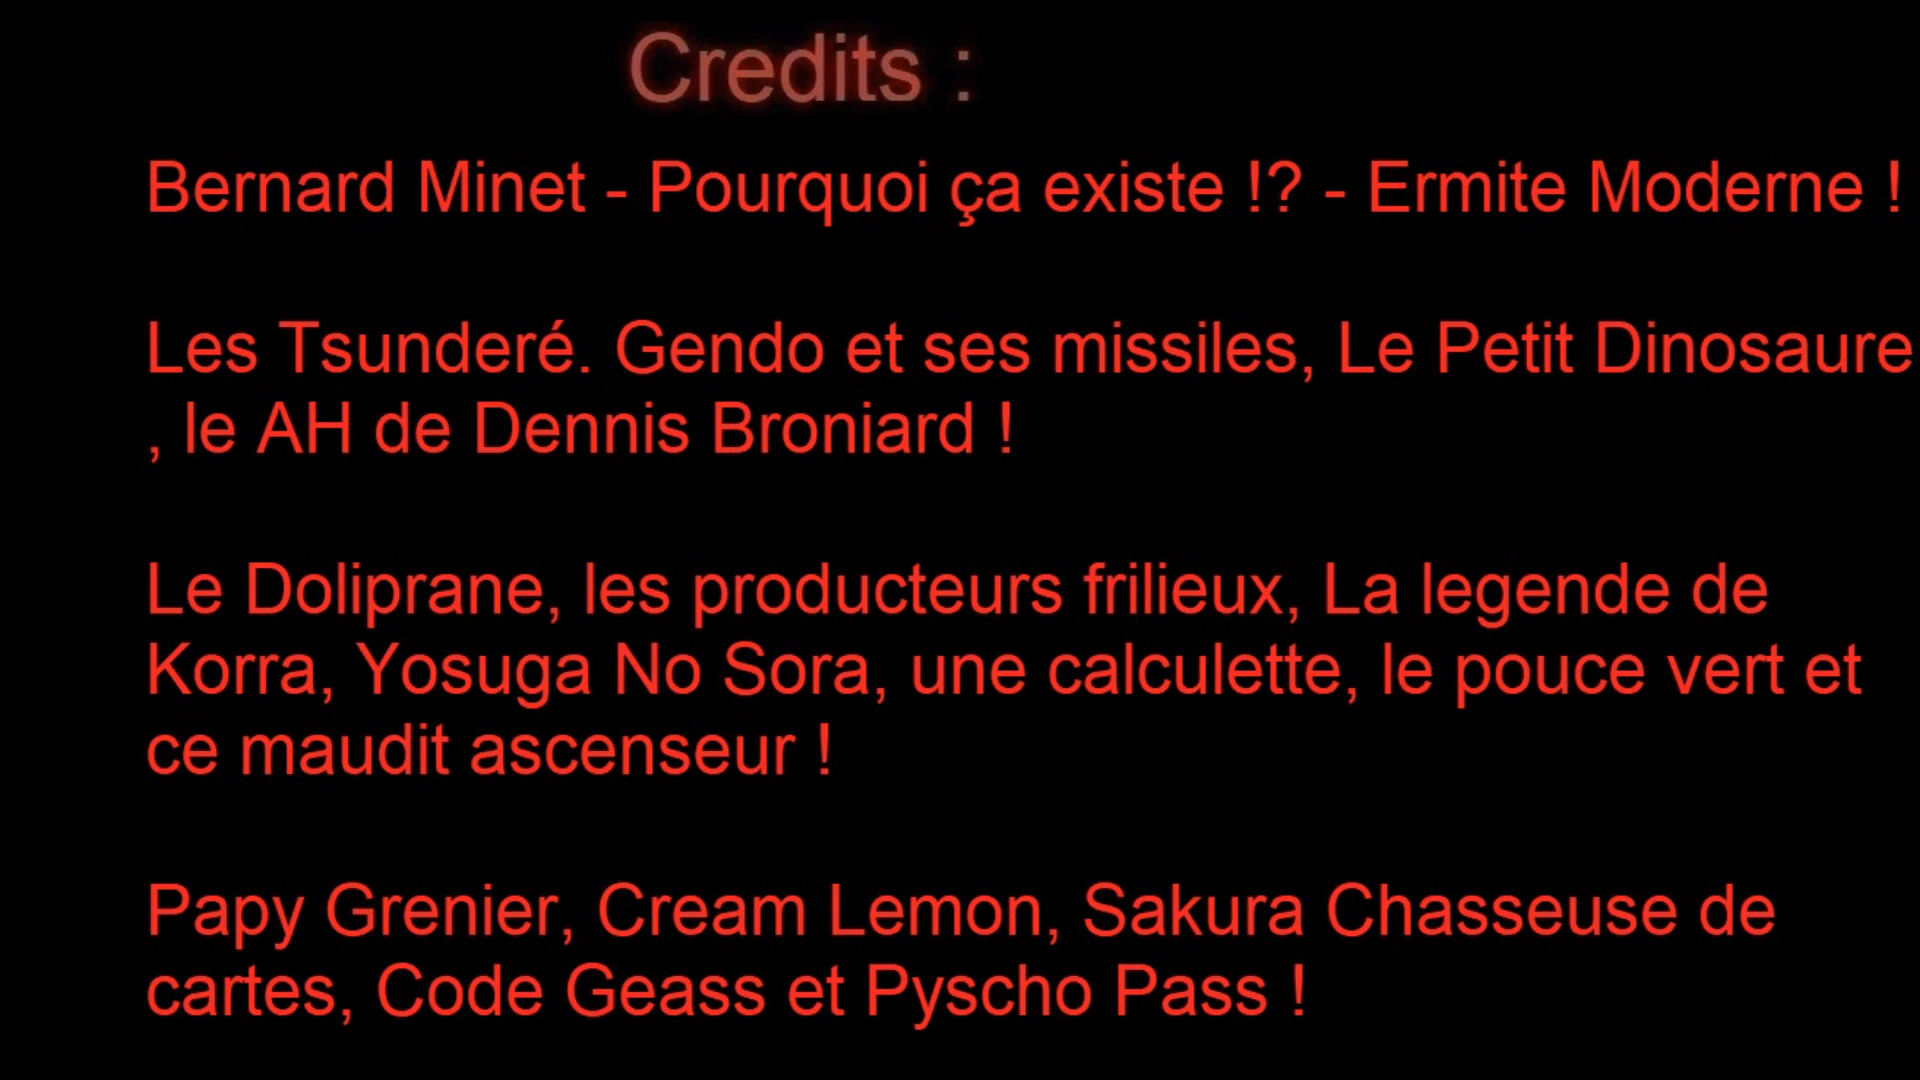 Credits :
Bernard Minet - Pourquoi ça existe !? - Ermite Moderne !
Les Tsunderé. Gendo et ses missiles, Le Petit Dinosaure
, le AH de Dennis Broniard !
Le Doliprane, les producteurs frilieux, La legende de
Korra, Yosuga No Sora, une calculette, le pouce vert et
ce maudit ascenseur !
Papy Grenier, Cream Lemon, Sakura Chasseuse de
cartes, Code Geass et Pyscho Pass !